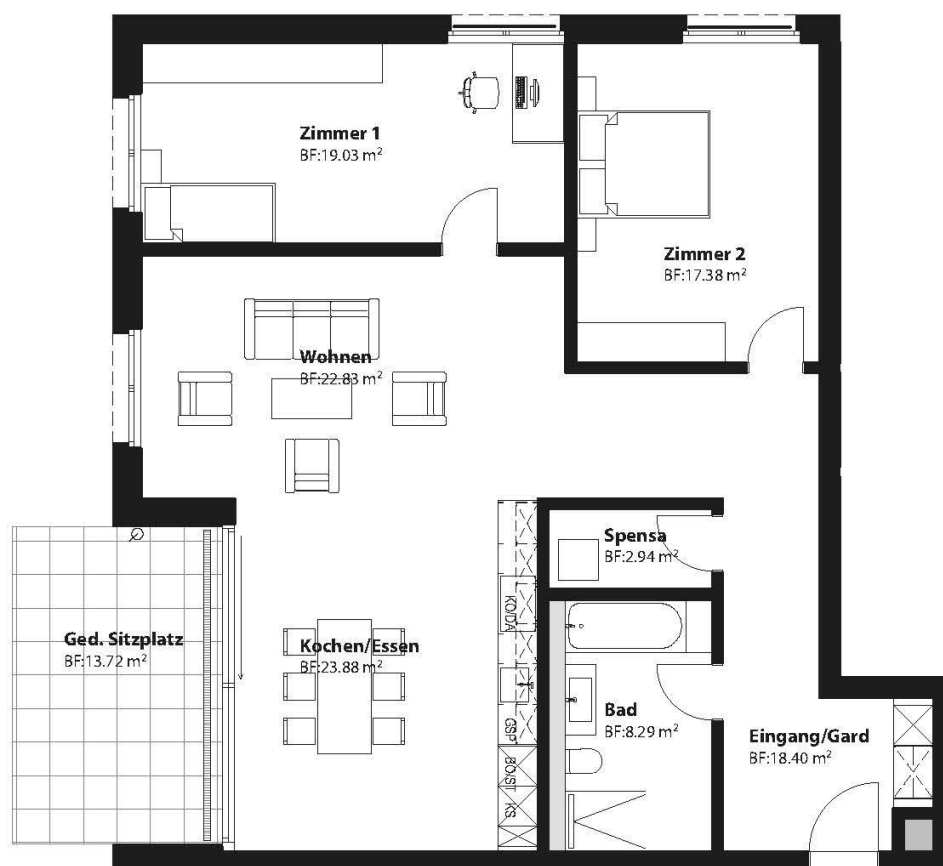 Zimmer 1
BF:19.03 m²
Zimmer 2
BF:17.38 m²
Wohnen
BF:22.83 m²
Spensa
BF:2.94 m²
KO/DA
Ged. Sitzplatz
BF:13.72 m²
Kochen/Essen
BF:23.88 m²
GSP
Bad
BF:8.29 m²
Eingang/Gard
BF:18.40 m²
BO/ST
KS